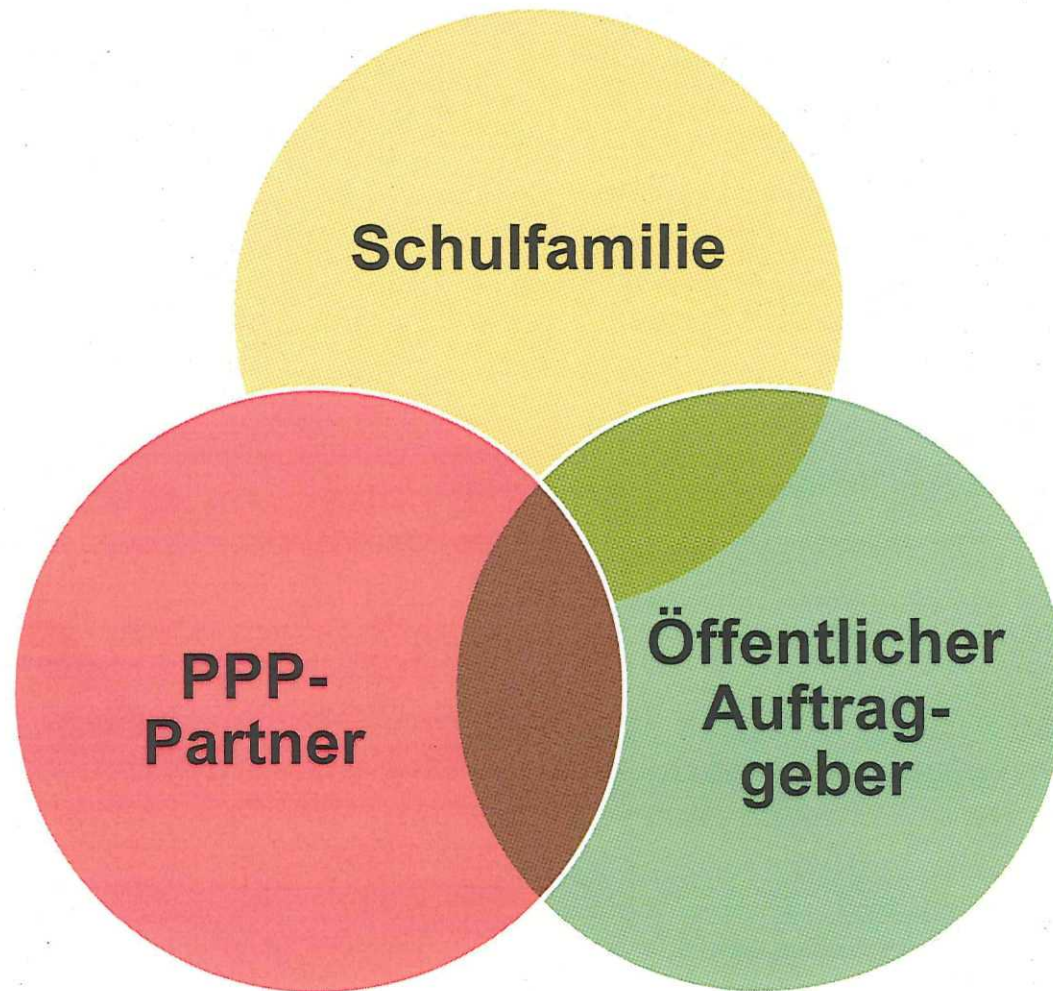 Schulfamilie
PPP-
Partner
Öffentlicher
Auftrag-
geber